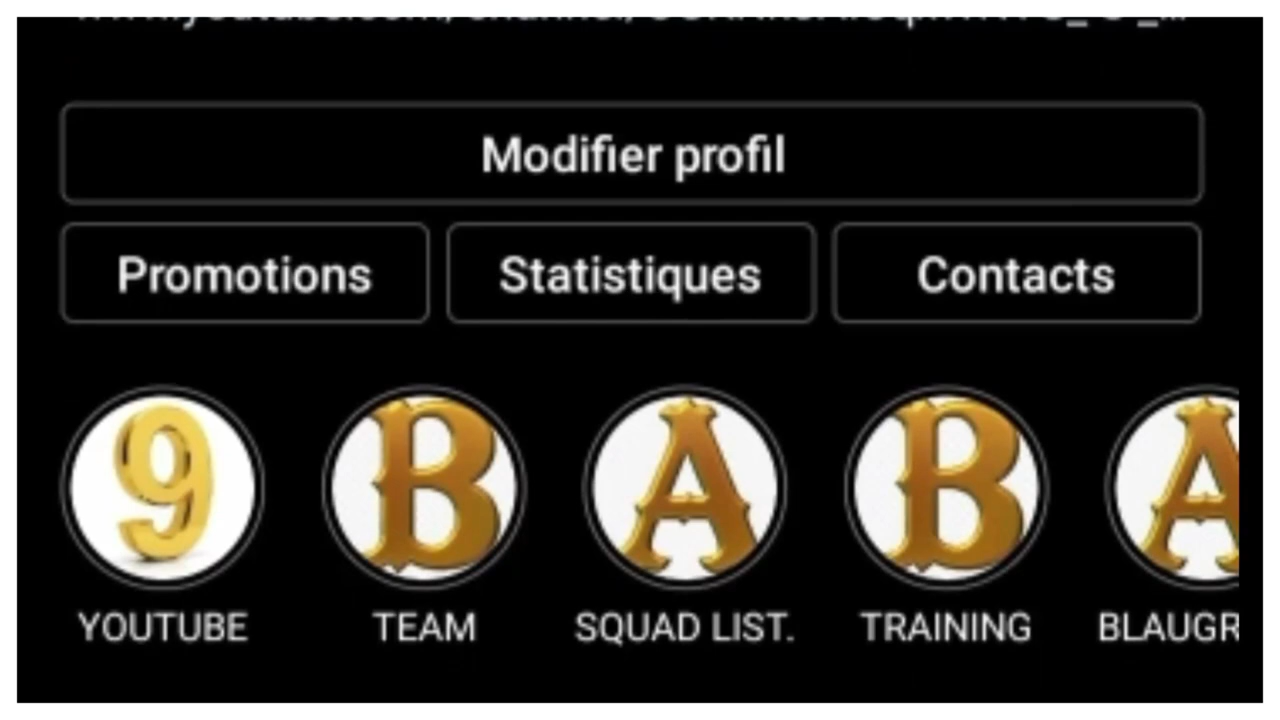 Modifier profil
Promotions Statistiques Contacts
9 B A B A
YOUTUBE TEAM SQUAD LIST. TRAINING BLAUGR